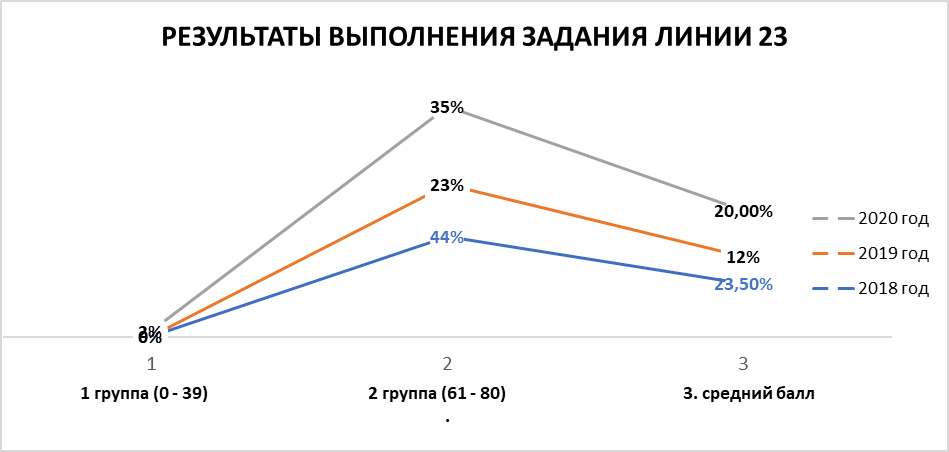 РЕЗУЛЬТАТЫ ВЫПОЛНЕНИЯ ЗАДАНИЯ ЛИНИИ 23
35%
23%
44%
20,00%
12%
23,50%
2020 год
2019 год
2018 год
1
2
3
1 группа (0 - 39)
2 группа (61 - 80)
.
3. средний балл